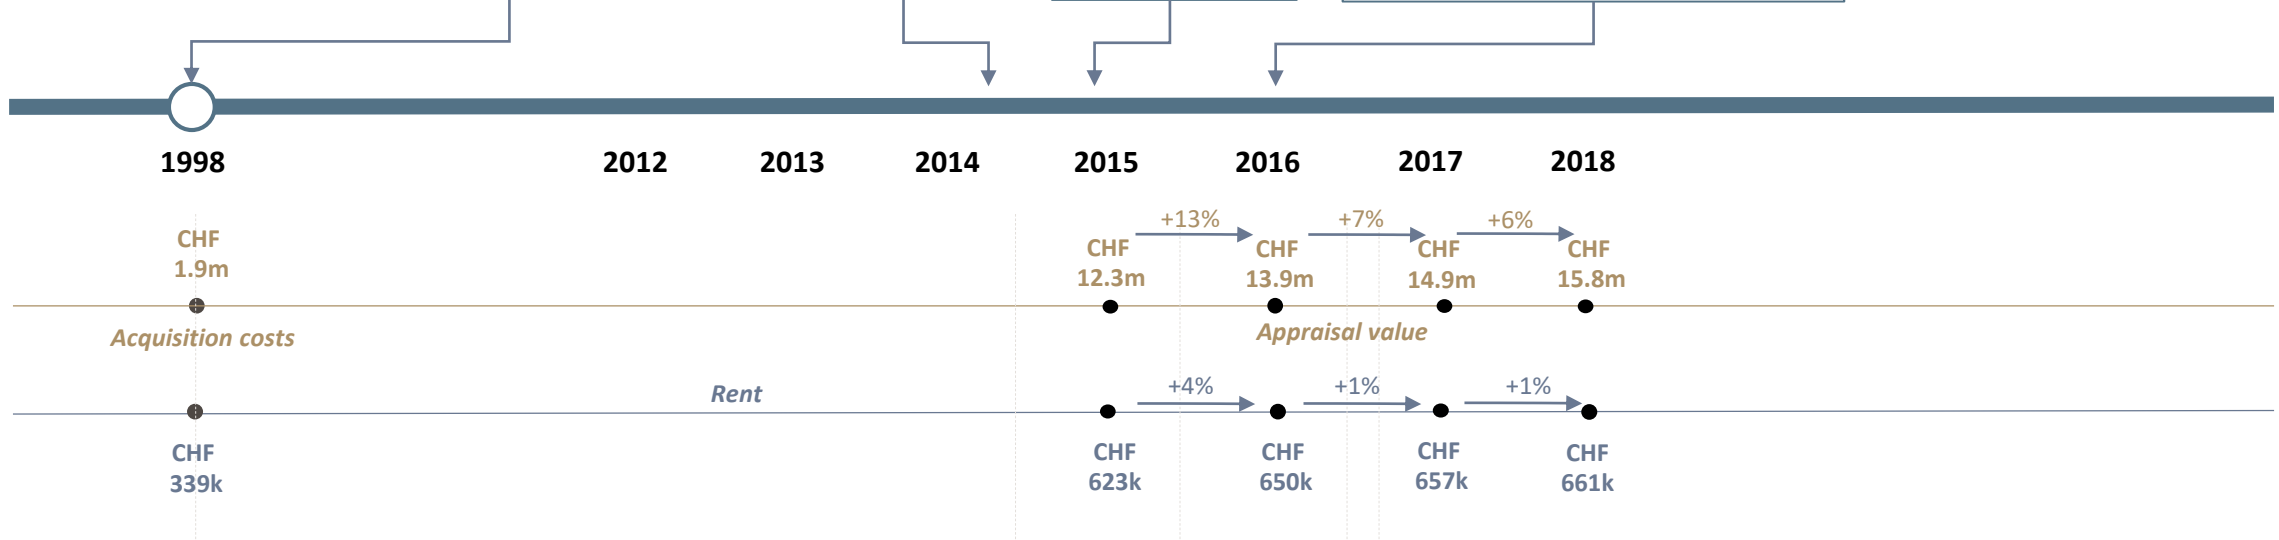 1998 2012 2013 2014 2015 2016 2017 2018
+13% +7% +6%
CHF CHF CHF CHF CHF
1.9m 12.3m 13.9m 14.9m 15.8m
Acquisition costs Appraisal value
Rent +4% +1% +1%
CHF CHF CHF CHF CHF
339k 623k 650k 657k 661k